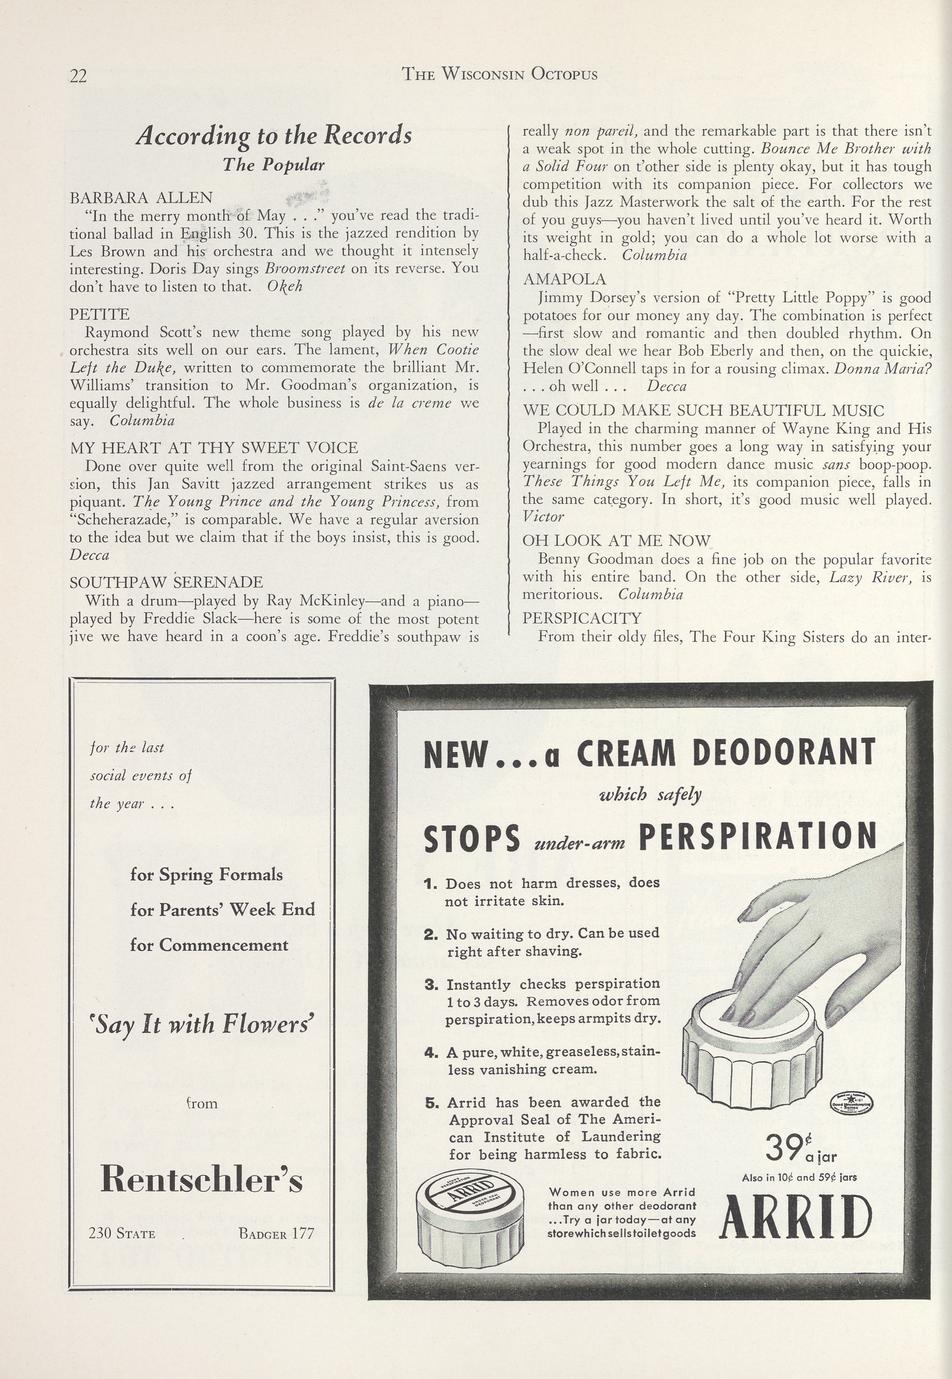 22
THE WISCONSIN OCTOPUS
According to the Records
The Popular
BARBARA ALLEN
“In the merry month of May . . .” you’ve read the tradi-
tional ballad in English 30. This is the jazzed rendition by
Les Brown and his orchestra and we thought it intensely
interesting. Doris Day sings Broomstreet on its reverse. You
don’t have to listen to that. Okeh
PETITE
Raymond Scott’s new theme song played by his new
orchestra sits well on our ears. The lament, When Cootie
Left the Duke, written to commemorate the brilliant Mr.
Williams’ transition to Mr. Goodman’s organization, is
equally delightful. The whole business is de la creme we
say. Columbia
MY HEART AT THY SWEET VOICE
Done over quite well from the original Saint-Saens ver-
sion, this Jan Savitt jazzed arrangement strikes us as
piquant. The Young Prince and the Young Princess, from
“Scheherazade,” is comparable. We have a regular aversion
to the idea but we claim that if the boys insist, this is good.
Decca
SOUTHPAW SERENADE
With a drum—played by Ray McKinley—and a piano—
played by Freddie Slack—here is some of the most potent
jive we have heard in a coon’s age. Freddie’s southpaw is
really non pareil, and the remarkable part is that there isn’t
a weak spot in the whole cutting. Bounce Me Brother with
a Solid Four on t’other side is plenty okay, but it has tough
competition with its companion piece. For collectors we
dub this Jazz Masterwork the salt of the earth. For the rest
of you guys—you haven’t lived until you’ve heard it. Worth
its weight in gold; you can do a whole lot worse with a
half-a-check. Columbia
AMAPOLA
Jimmy Dorsey’s version of “Pretty Little Poppy” is good
potatoes for our money any day. The combination is perfect
—first slow and romantic and then doubled rhythm. On
the slow deal we hear Bob Eberly and then, on the quickie,
Helen O’Connell taps in for a rousing climax. Donna Maria?
. . . oh well . . . Decca
WE COULD MAKE SUCH BEAUTIFUL MUSIC
Played in the charming manner of Wayne King and His
Orchestra, this number goes a long way in satisfying your
yearnings for good modern dance music sans boop-poop.
These Things You Left Me, its companion piece, falls in
the same category. In short, it’s good music well played.
Victor
OH LOOK AT ME NOW
Benny Goodman does a fine job on the popular favorite
with his entire band. On the other side, Lazy River, is
meritorious. Columbia
PERSPICACITY
From their oldy files, The Four King Sisters do an inter-
for the last
social events of
the year . . .
for Spring Formals
for Parents’ Week End
for Commencement
‘Say It with Flowers’
from
Rentschler’s
230 STATE BADGER 177
NEW...a CREAM DEODORANT
which safely
STOPS under-arm PERSPIRATION
1. Does not harm dresses, does
not irritate skin.
2. No waiting to dry. Can be used
right after shaving.
3. Instantly checks perspiration
1 to 3 days. Removes odor from
perspiration, keeps armpits dry.
4. A pure, white, greaseless, stain-
less vanishing cream.
5. Arrid has been awarded the
Approval Seal of The Ameri-
can Institute of Laundering
for being harmless to fabric.
39¢
a jar
Also in 10¢ and 59¢ jars
ARRID
Women use more Arrid
than any other deodorant
...Try a jar today—at any
store which sells toilet goods
ARRID